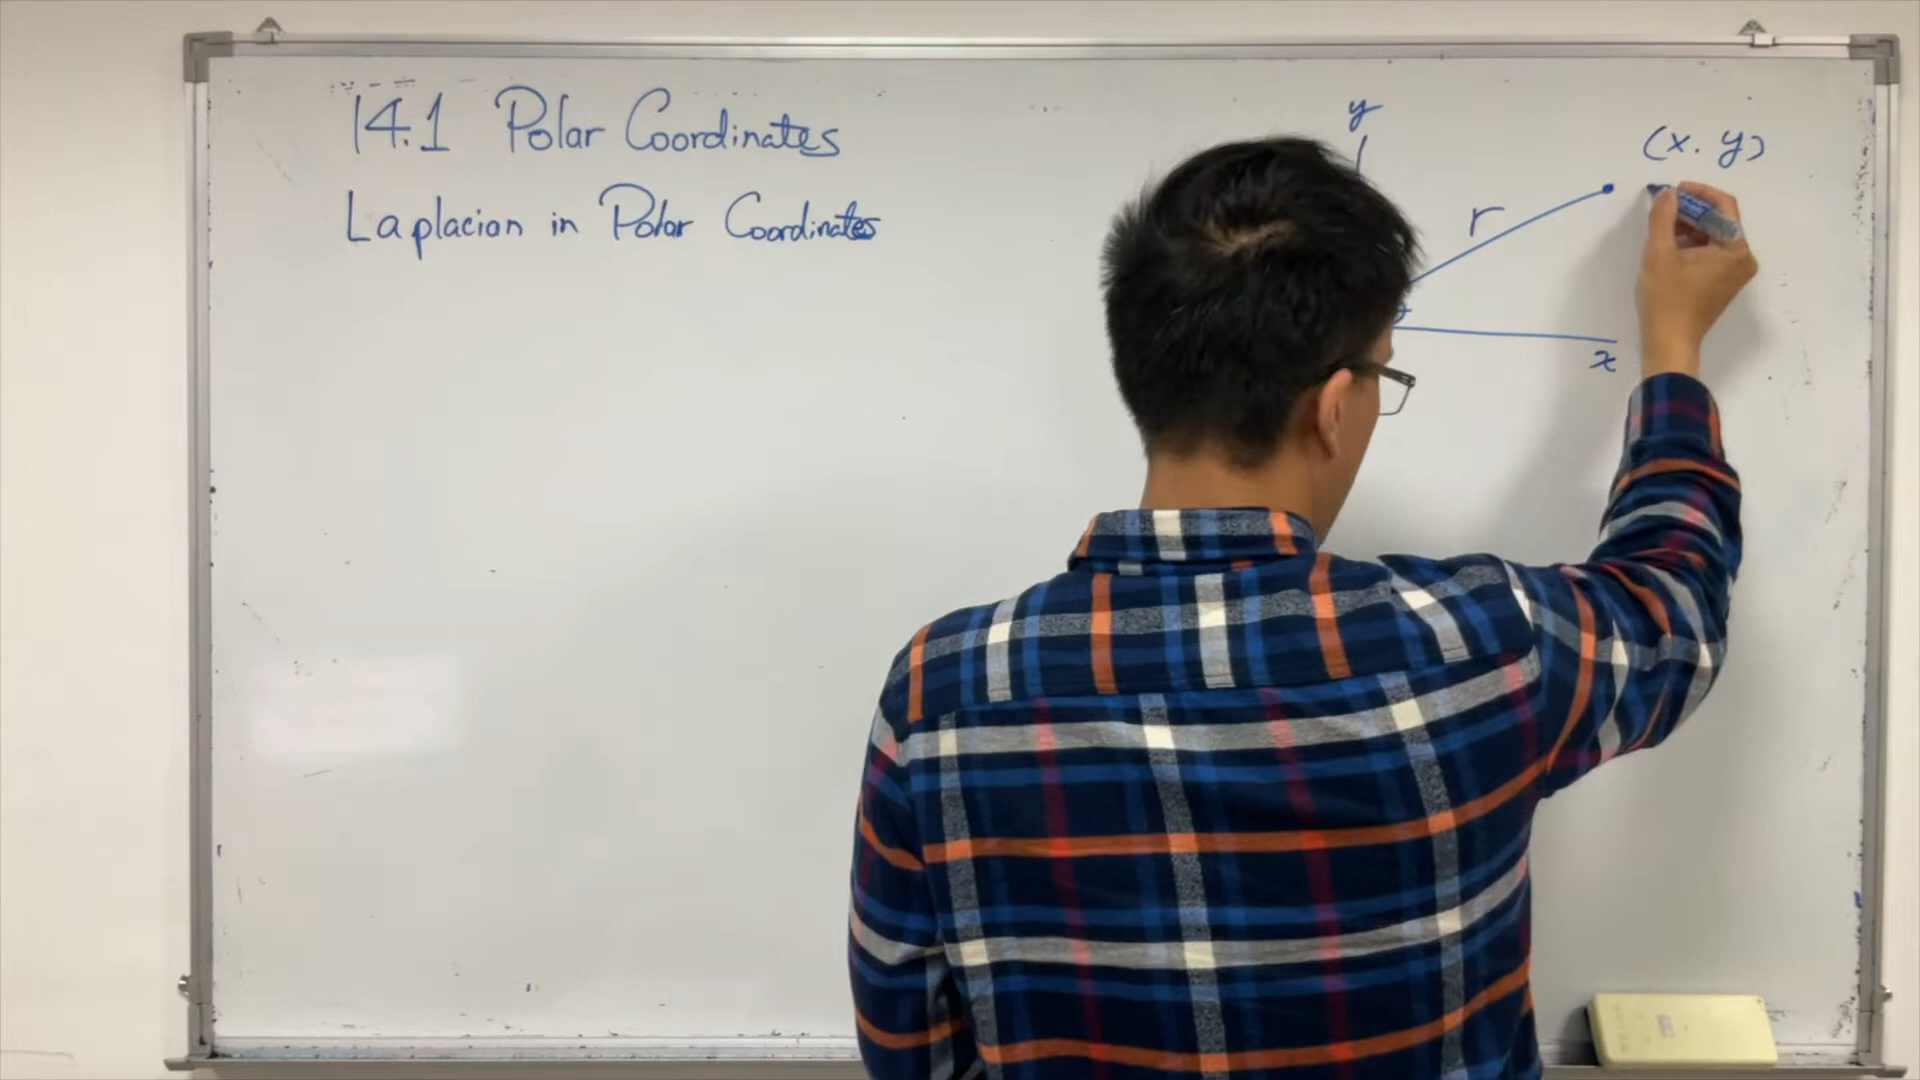 14.1 Polar Coordinates
Laplacian in Polar Coordinates
y
(x. y)
r
x